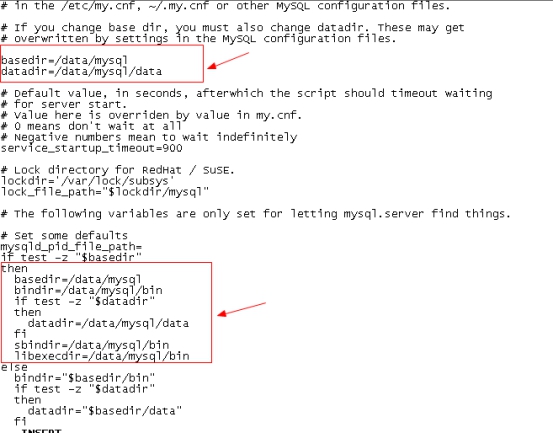 # in the /etc/my.cnf, ~/.my.cnf or other MySQL configuration files.
# If you change base dir, you must also change datadir. These may get
# overwritten by settings in the MySQL configuration files.
basedir=/data/mysql
datadir=/data/mysql/data
# Default value, in seconds, afterwhich the script should timeout waiting
# for server start.
# Value here is overriden by value in my.cnf.
# 0 means don't wait at all
# Negative numbers mean to wait indefinitely
service_startup_timeout=900
# Lock directory for RedHat / SuSE.
lockdir='/var/lock/subsys'
lock_file_path="$lockdir/mysql"
# The following variables are only set for letting mysql.server find things.
# Set some defaults
mysqld_pid_file_path=
if test -z "$basedir"
then
  basedir=/data/mysql
  bindir=/data/mysql/bin
  if test -z "$datadir"
  then
    datadir=/data/mysql/data
  fi
  sbindir=/data/mysql/bin
  libexecdir=/data/mysql/bin
else
  bindir="$basedir/bin"
  if test -z "$datadir"
  then
    datadir="$basedir/data"
  fi